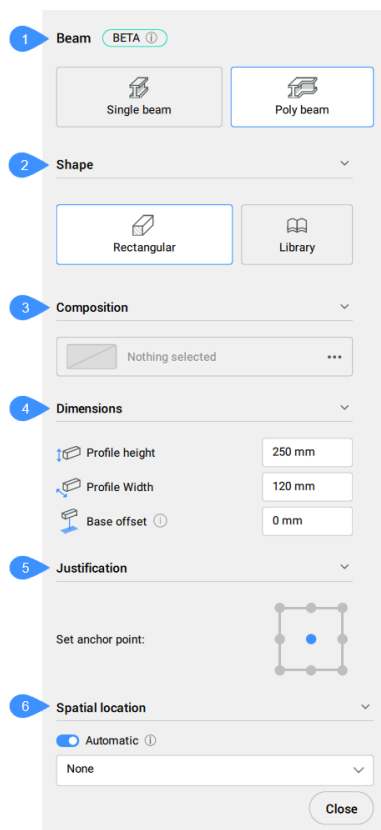 1 Beam BETA i
Single beam Poly beam
2 Shape
Rectangular Library
3 Composition
Nothing selected ...
4 Dimensions
Profile height 250 mm
Profile Width 120 mm
Base offset i 0 mm
5 Justification
Set anchor point:
6 Spatial location
Automatic i
None
Close